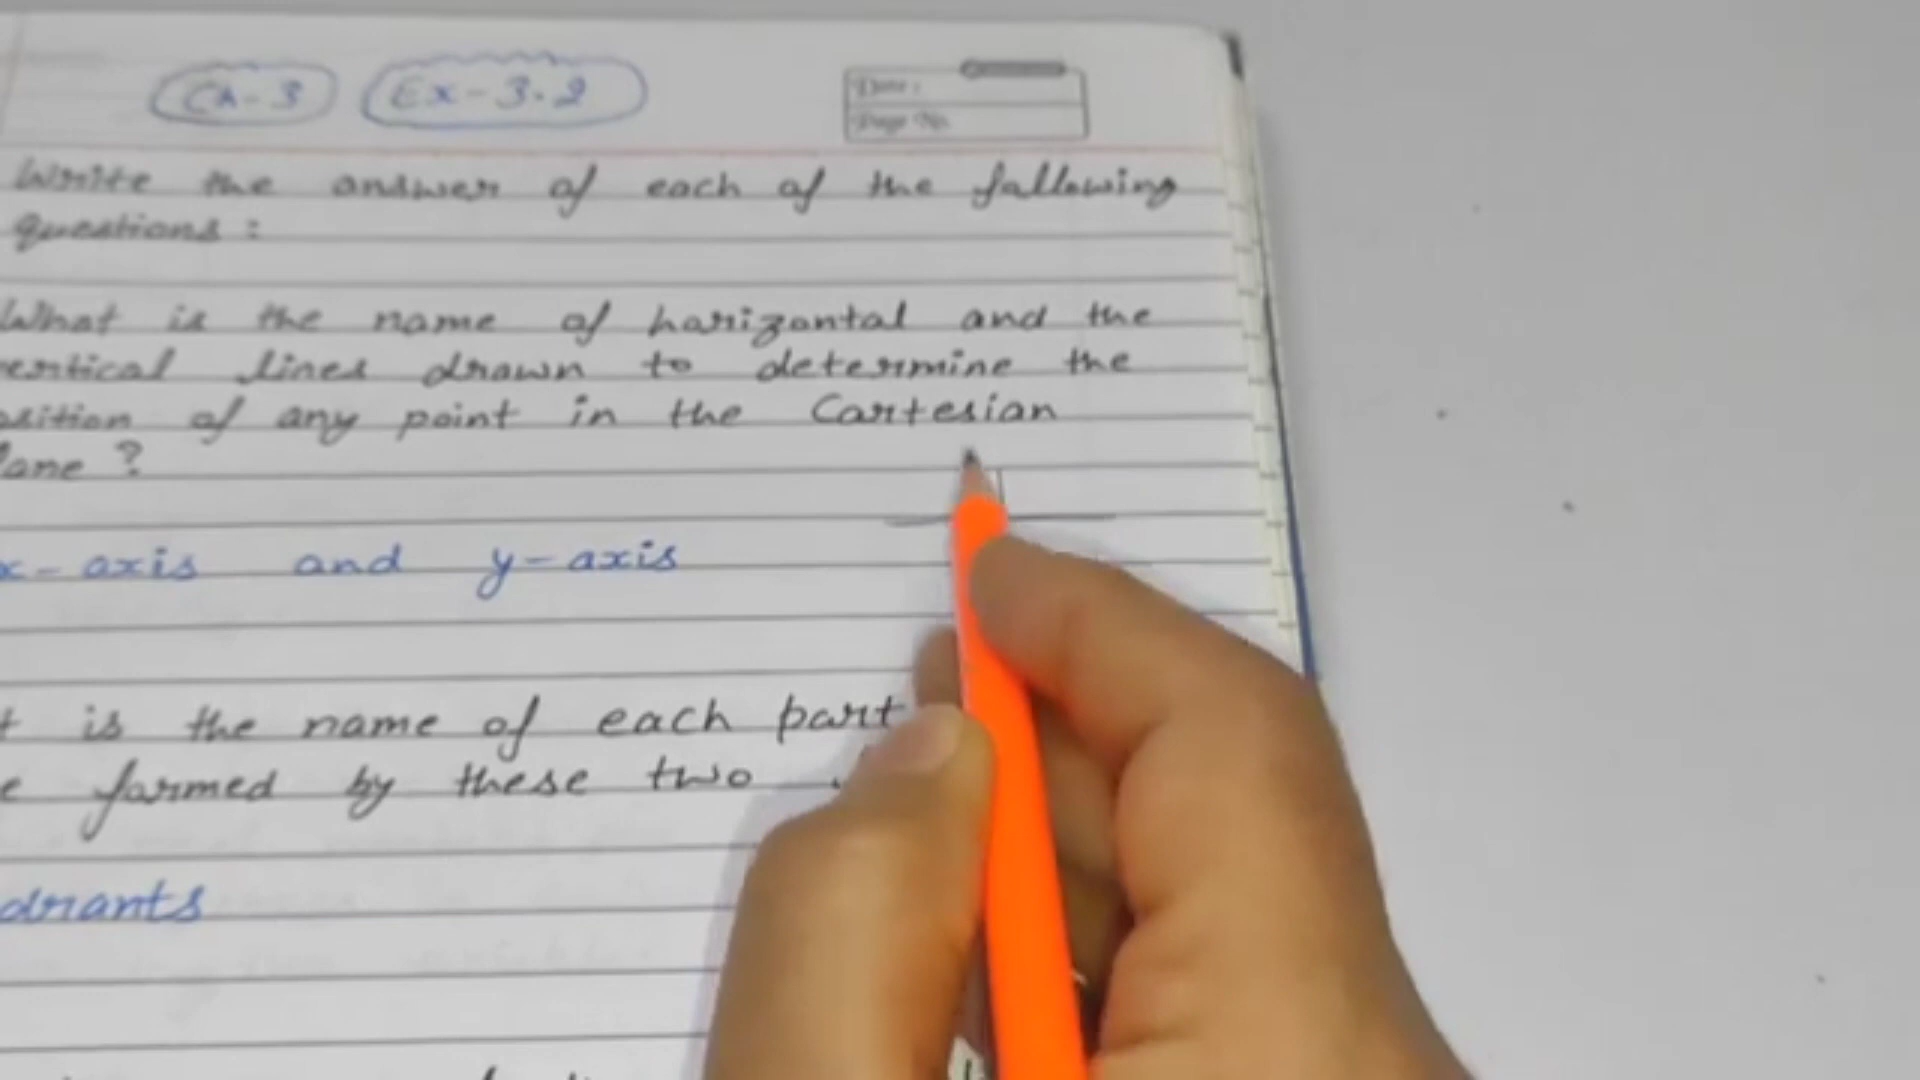 Ch-3 Ex-3.2
Date:
Page No.
Write the answer of each of the following
questions:
What is the name of horizontal and the
vertical lines drawn to determine the
position of any point in the Cartesian
plane?
x-axis and y-axis
is the name of each part
formed by these two
drants